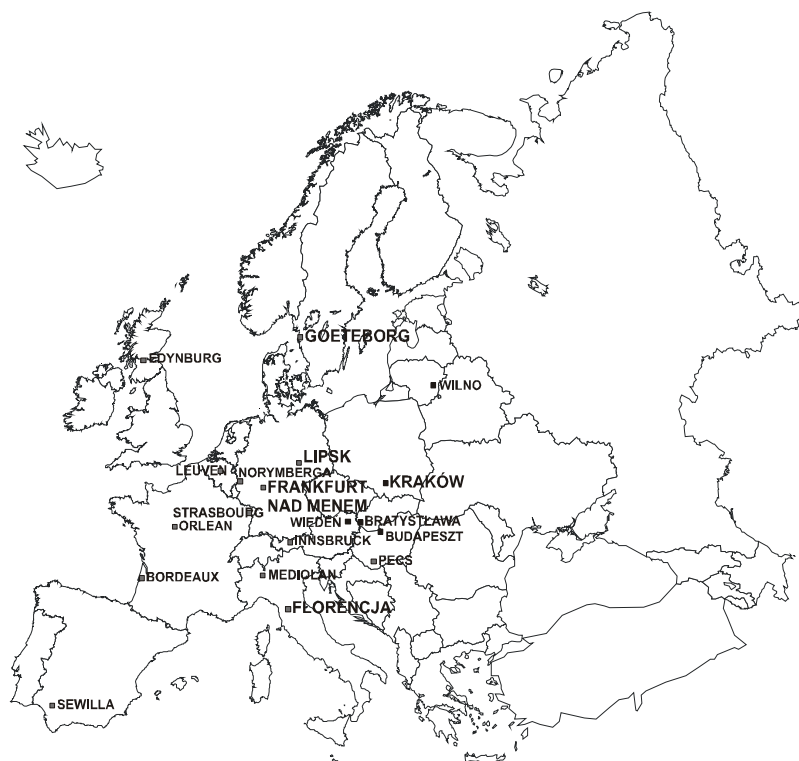 GOETEBORG
EDYNBURG
WILNO
LIPSK
LEUVEN
NORYMBERGA
KRAKÓW
FRANKFURT
NAD MENEM
STRASBOURG
ORLEAN
WIEDEŃ
BRATYSŁAWA
BUDAPESZT
INNSBRUCK
PECS
MEDIOLAN
BORDEAUX
FLORENCJA
SEWILLA